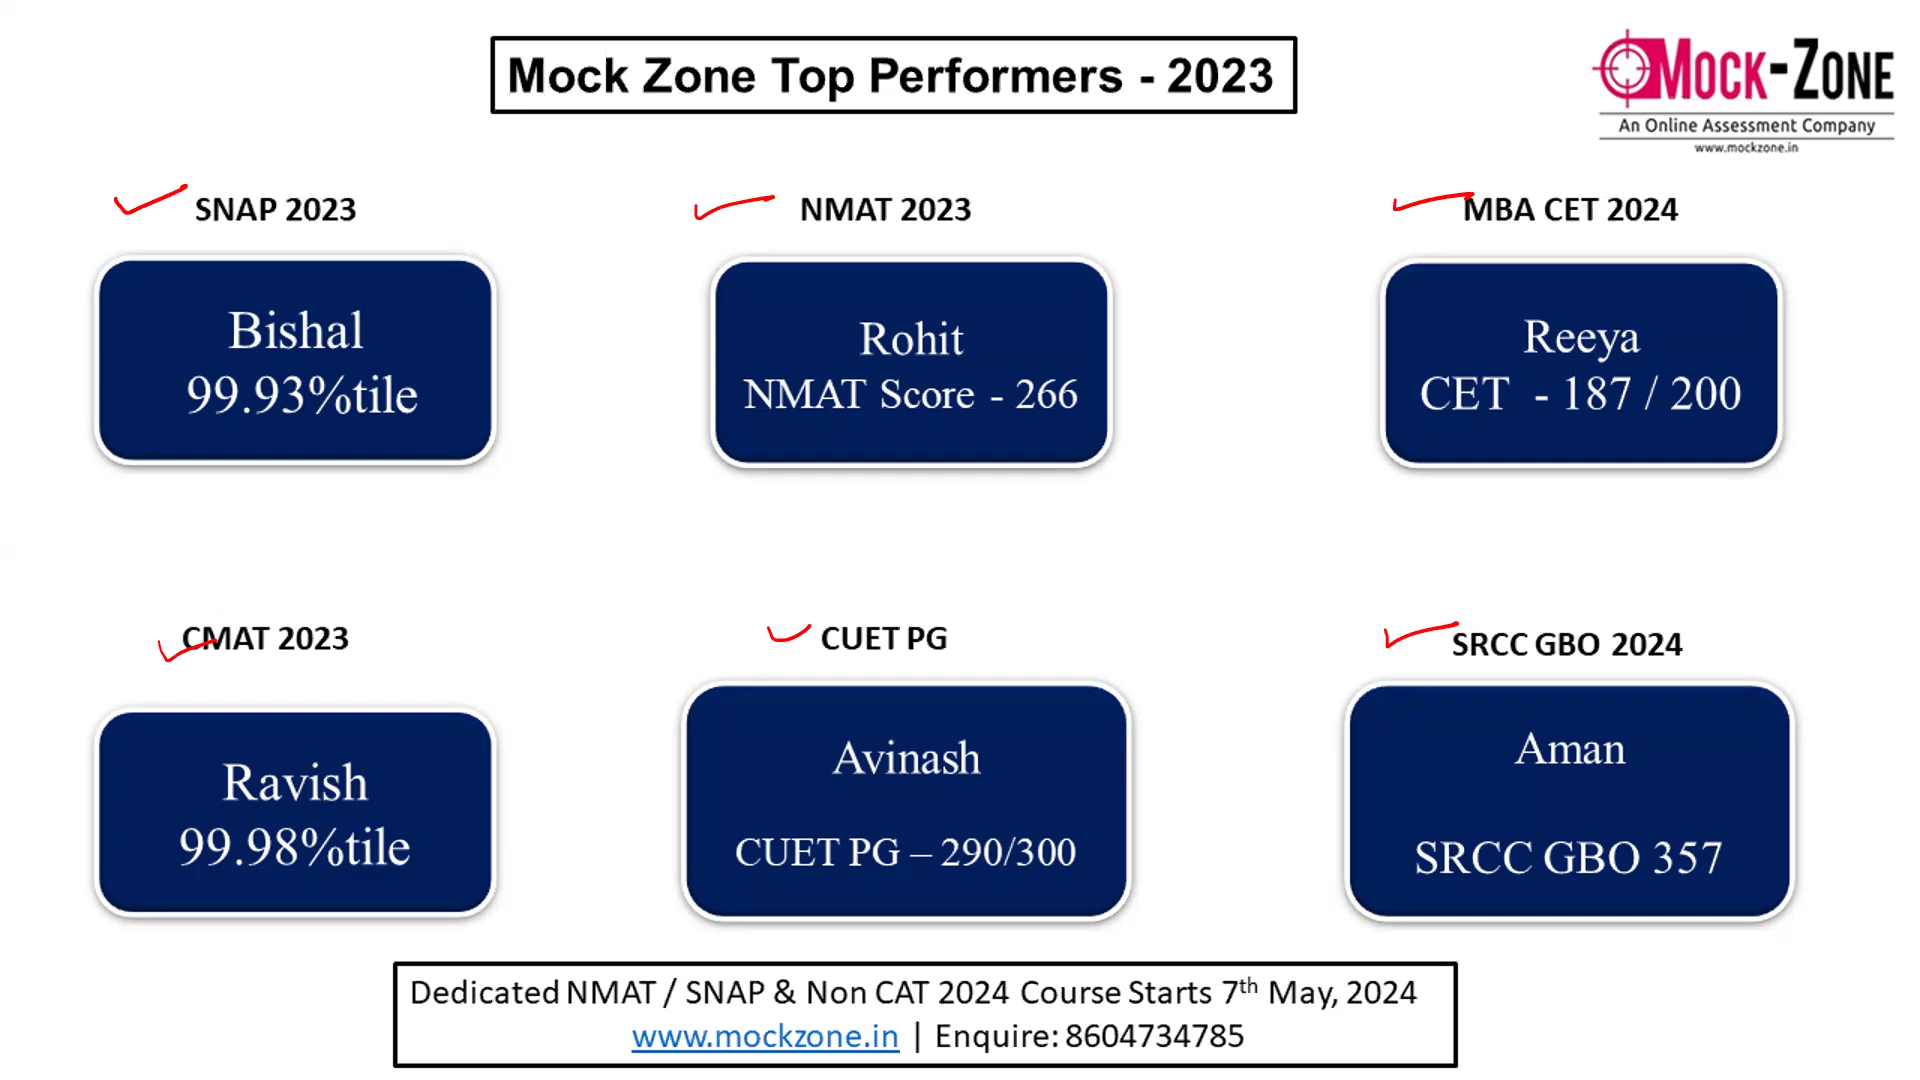 Mock Zone Top Performers - 2023
Mock-Zone
An Online Assessment Company
www.mockzone.in
SNAP 2023
Bishal
99.93%tile
NMAT 2023
Rohit
NMAT Score - 266
MBA CET 2024
Reeya
CET - 187 / 200
CMAT 2023
Ravish
99.98%tile
CUET PG
Avinash
CUET PG – 290/300
SRCC GBO 2024
Aman
SRCC GBO 357
Dedicated NMAT / SNAP & Non CAT 2024 Course Starts 7th May, 2024
www.mockzone.in | Enquire: 8604734785